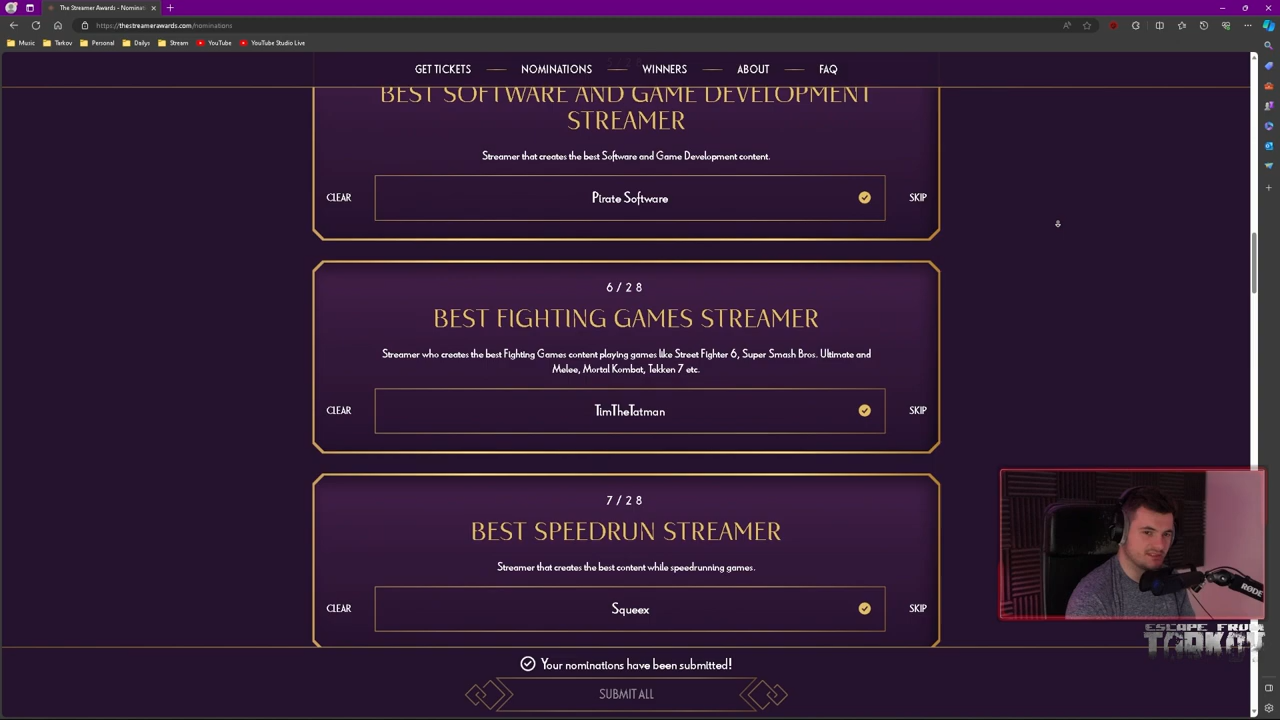 The Streamer Awards - Nominat
https://thestreamerawards.com/nominations
Music
Tarkov
Personal
Dailys
Stream
YouTube
YouTube Studio Live
GET TICKETS
NOMINATIONS
WINNERS
ABOUT
FAQ
BEST SOFTWARE AND GAME DEVELOPMENT
STREAMER
Streamer that creates the best Software and Game Development content.
CLEAR
Pirate Software
SKIP
6/28
BEST FIGHTING GAMES STREAMER
Streamer who creates the best Fighting Games content playing games like Street Fighter 6, Super Smash Bros. Ultimate and
Melee, Mortal Kombat, Tekken 7 etc.
CLEAR
TimTheTatman
SKIP
7/28
BEST SPEEDRUN STREAMER
Streamer that creates the best content while speedrunning games.
CLEAR
Squeex
SKIP
RØDE
ESCAPE FROM
TARKOV
Your nominations have been submitted!
SUBMIT ALL